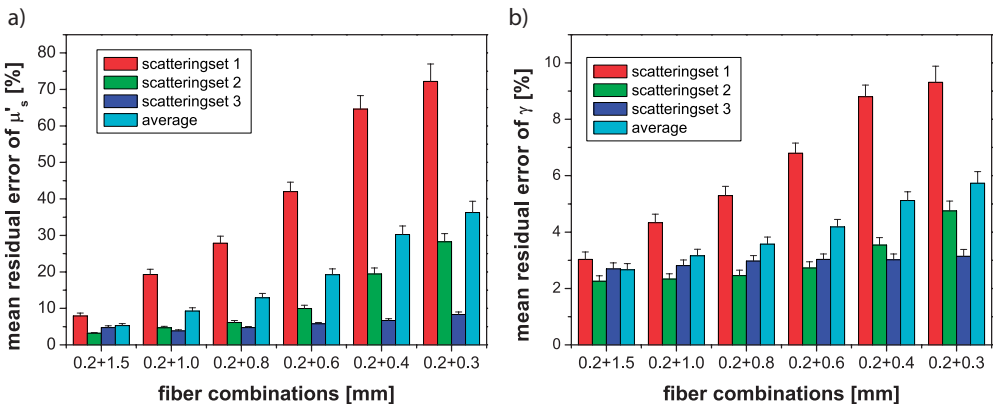 a)
mean residual error of μ's [%]
80
70
60
50
40
30
20
10
0
scatteringset 1
scatteringset 2
scatteringset 3
average
0.2+1.5 0.2+1.0 0.2+0.8 0.2+0.6 0.2+0.4 0.2+0.3
fiber combinations [mm]
b)
mean residual error of γ [%]
10
8
6
4
2
0
scatteringset 1
scatteringset 2
scatteringset 3
average
0.2+1.5 0.2+1.0 0.2+0.8 0.2+0.6 0.2+0.4 0.2+0.3
fiber combinations [mm]